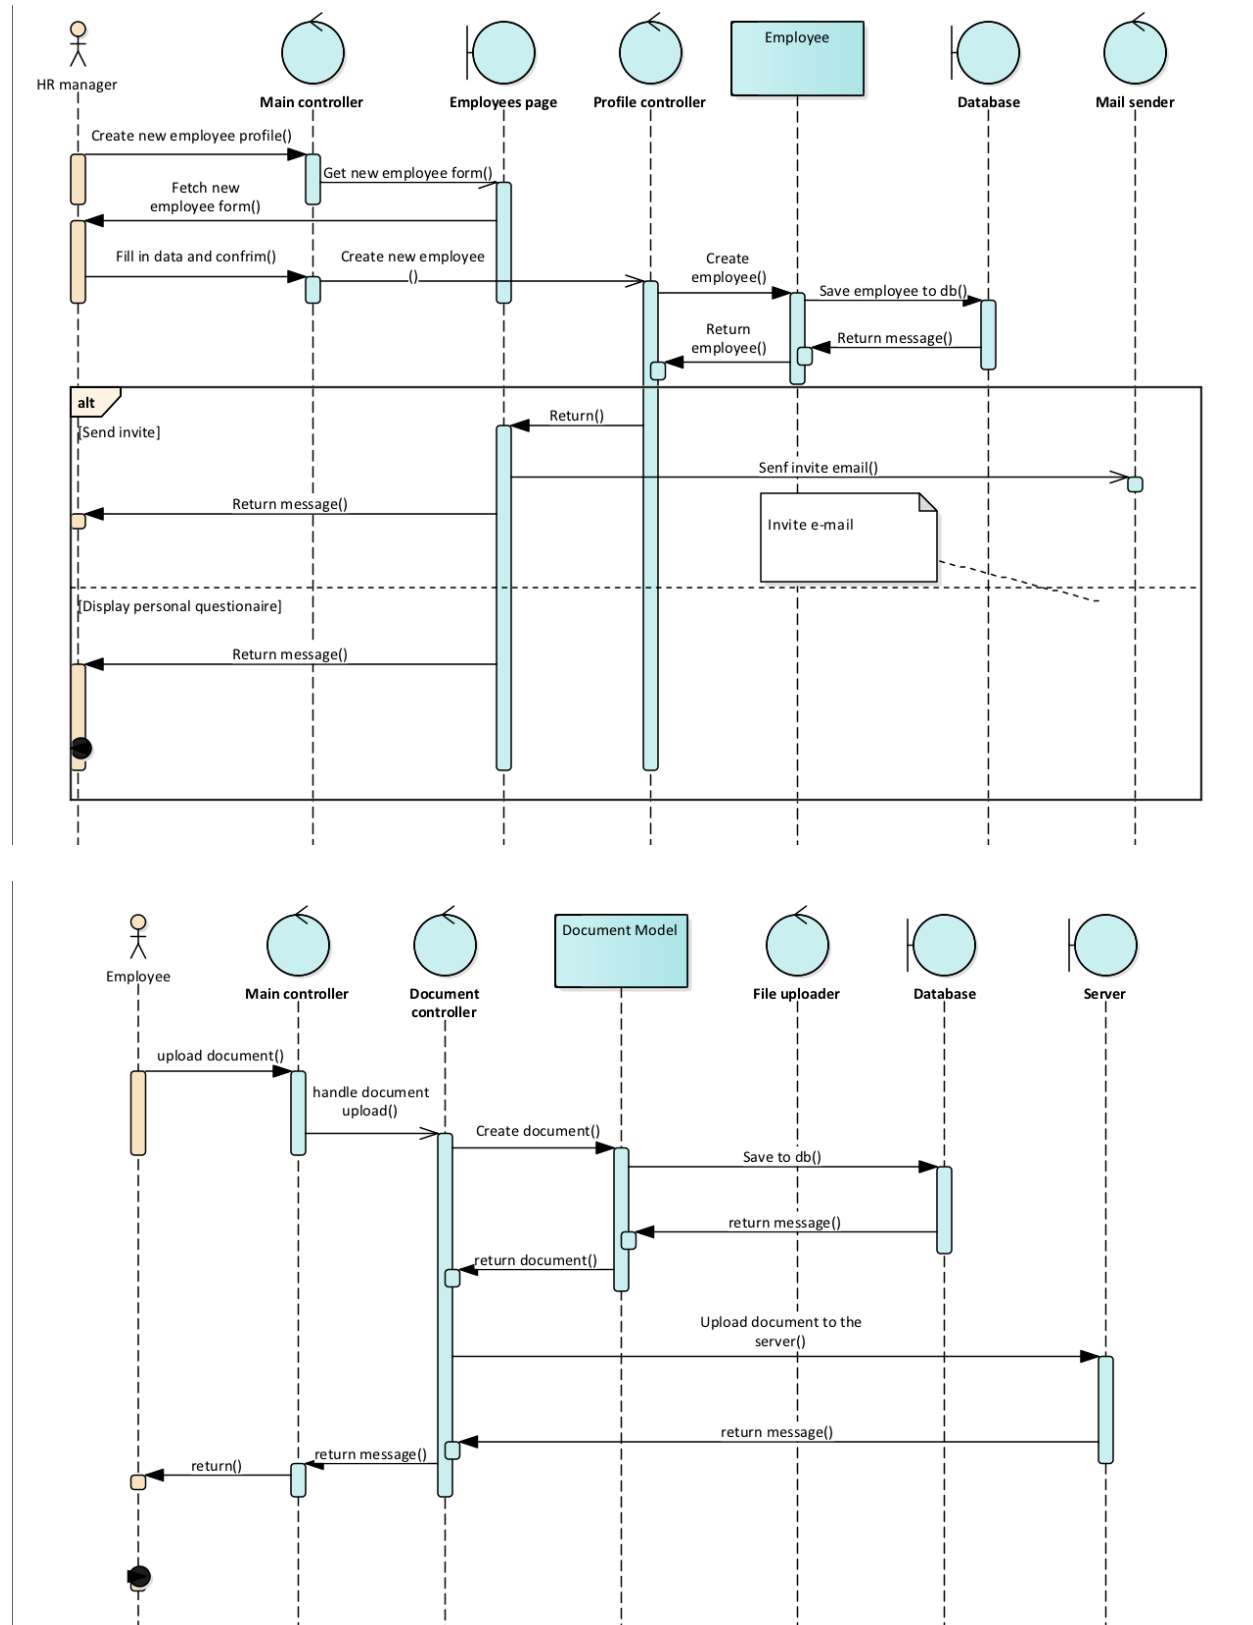 HR manager
Main controller
Employees page
Profile controller
Employee
Database
Mail sender
Create new employee profile()
Get new employee form()
Fetch new
employee form()
Fill in data and confrim()
Create new employee
()
Create
employee()
Save employee to db()
Return message()
Return
employee()
alt
[Send invite]
Return()
Senf invite email()
Return message()
Invite e-mail
[Display personal questionaire]
Return message()
Employee
Main controller
Document
controller
Document Model
File uploader
Database
Server
upload document()
handle document
upload()
Create document()
Save to db()
return message()
return document()
Upload document to the
server()
return message()
return message()
return()